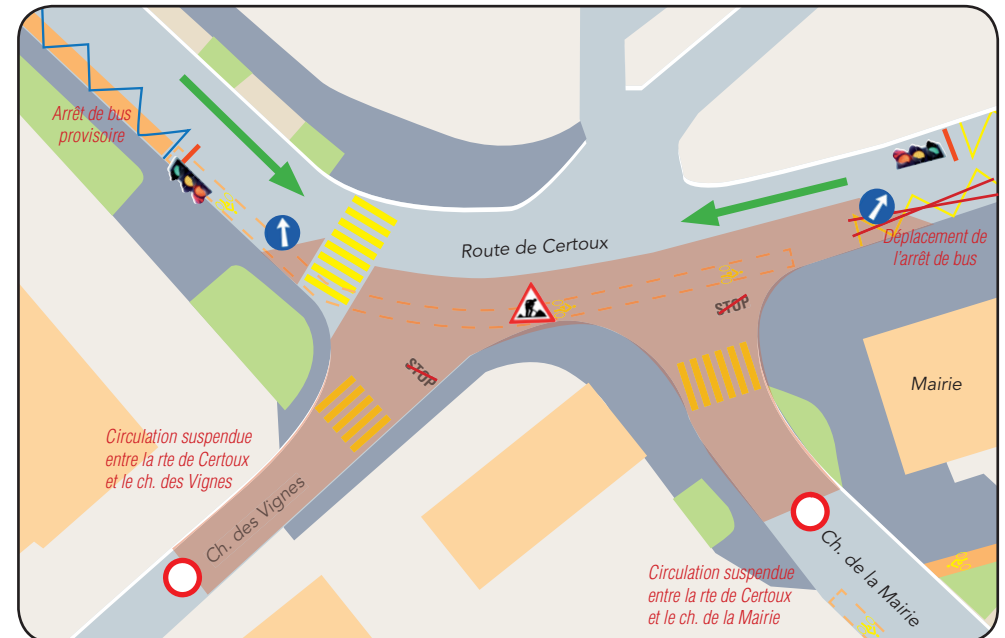 Arrêt de bus
provisoire
Route de Certoux
Déplacement de
l'arrêt de bus
STOP
STOP
Mairie
Circulation suspendue
entre la rte de Certoux
et le ch. des Vignes
Ch. des Vignes
Ch. de la Mairie
Circulation suspendue
entre la rte de Certoux
et le ch. de la Mairie